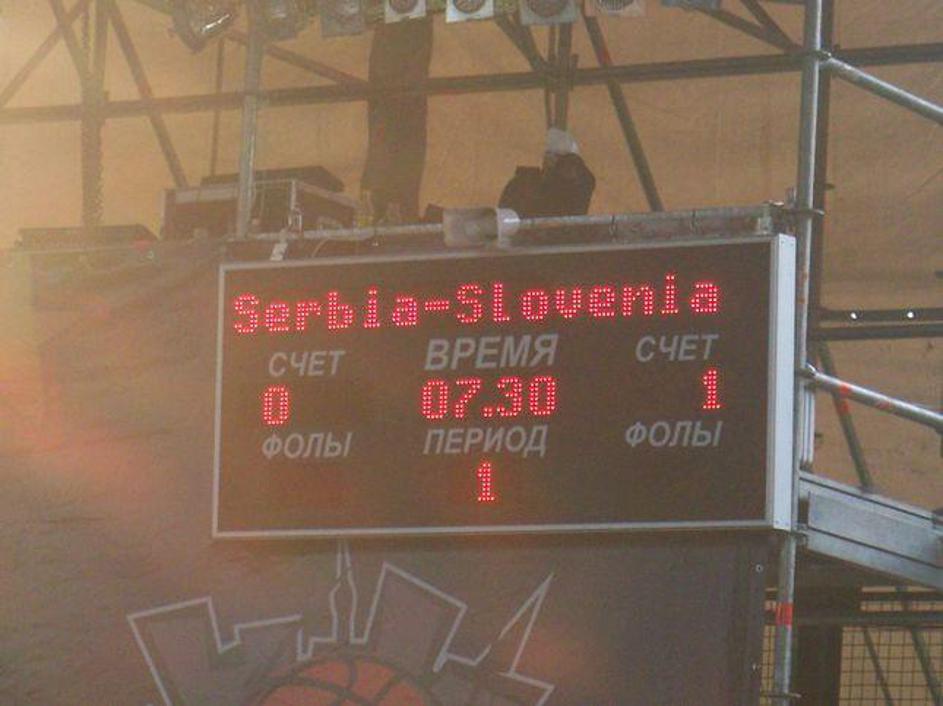 Serbia-Slovenia
СЧЕТ ВРЕМЯ СЧЕТ
0 07.30 1
ФОЛЫ ПЕРИОД ФОЛЫ
1